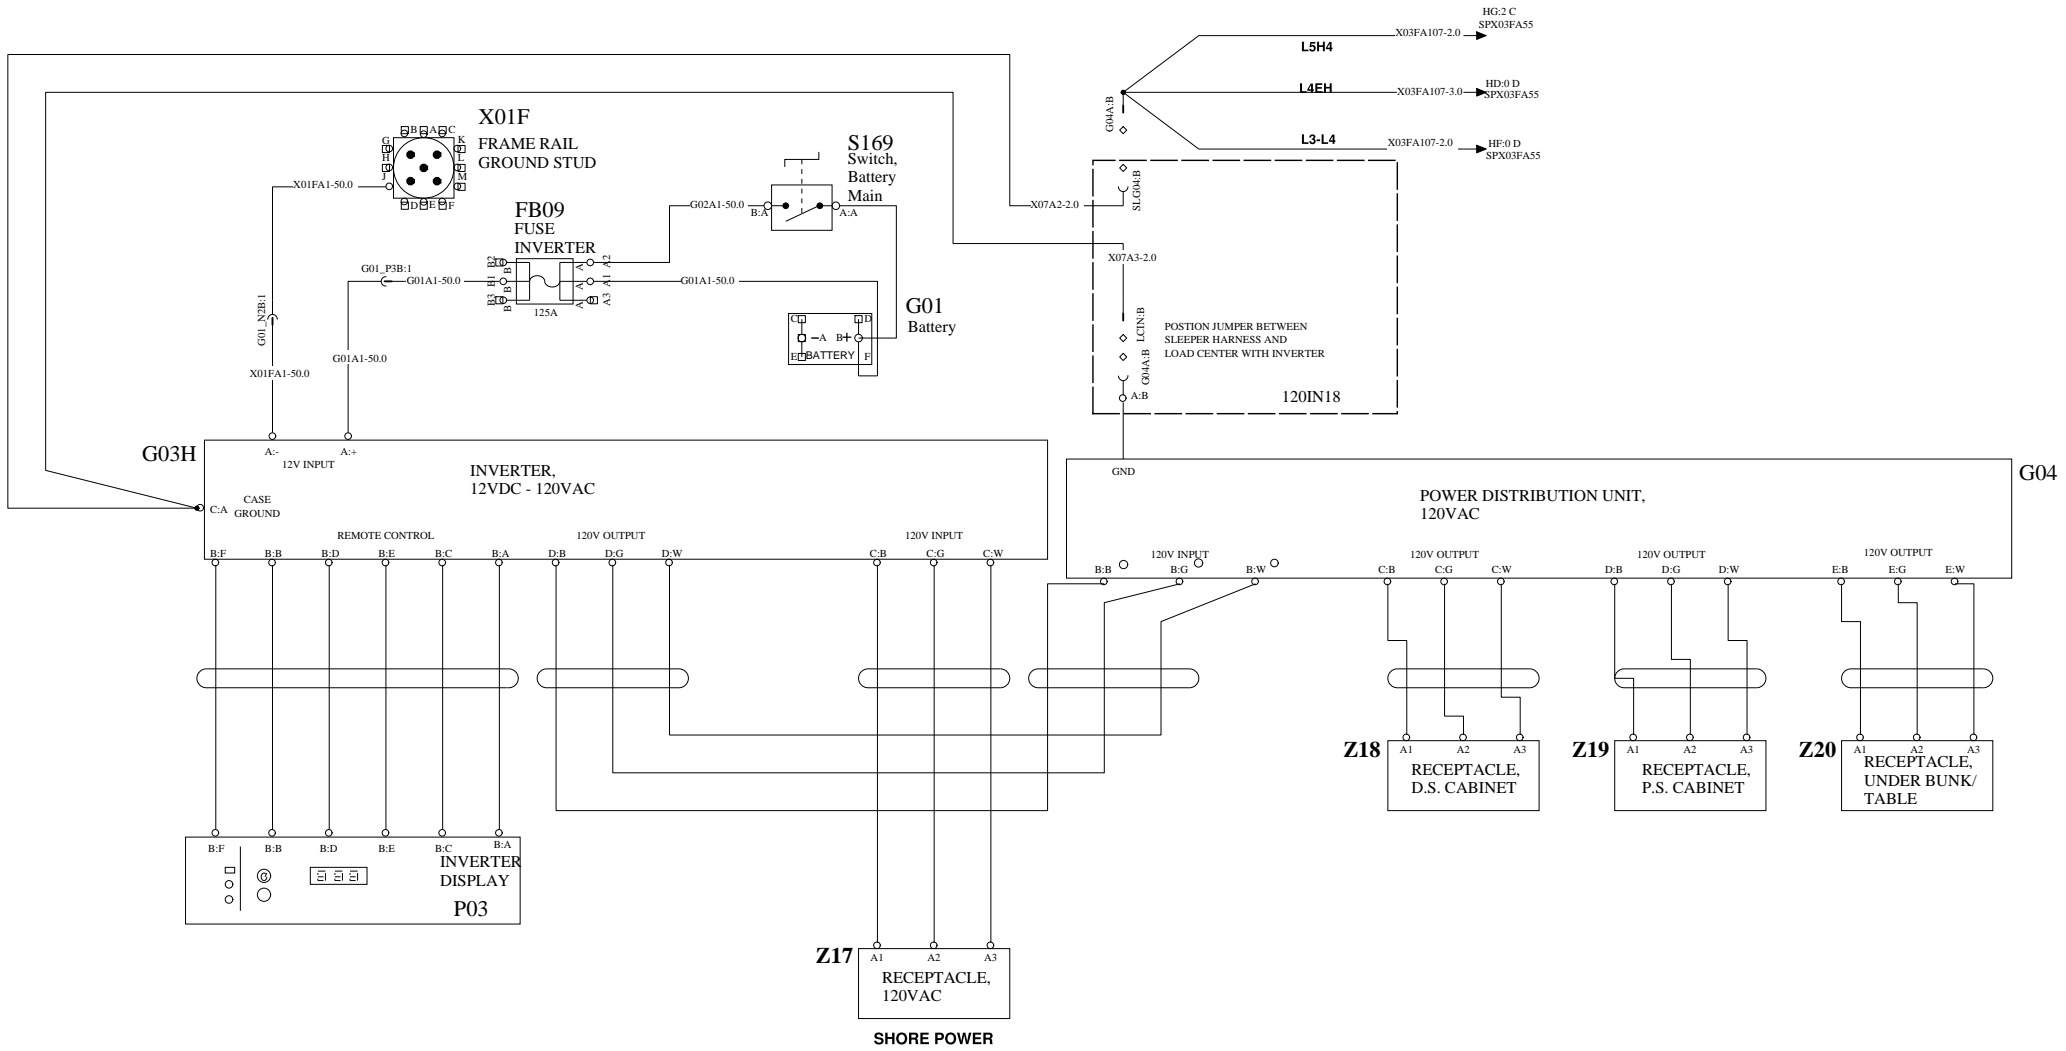 HG:2 C
SPX03FA55
X03FA107-2.0
L5H4
HD:0 D
SPX03FA55
X03FA107-3.0
L4EH
G04A:B
L3-L4
X03FA107-2.0
HF:0 D
SPX03FA55
X01F
FRAME RAIL
GROUND STUD
B A C
G H J
K L M
D E F
X01FA1-50.0
S169
Switch,
Battery
Main
B:A
A:A
G02A1-50.0
X07A2-2.0
SLG04:B
FB09
FUSE
INVERTER
B2 B A A2
B1 B A A1
B3 B A A3
125A
G01_P3B:1
G01A1-50.0
G01A1-50.0
X07A3-2.0
G01
Battery
C D
-A B+
E BATTERY F
G01_N2B:1
G01A1-50.0
X01FA1-50.0
LCIN:B
G04A:B
A:B
POSTION JUMPER BETWEEN
SLEEPER HARNESS AND
LOAD CENTER WITH INVERTER
120IN18
G03H
A:-
A:+
12V INPUT
INVERTER,
12VDC - 120VAC
C:A
CASE
GROUND
REMOTE CONTROL
120V OUTPUT
120V INPUT
B:F B:B B:D B:E B:C B:A D:B D:G D:W C:B C:G C:W
GND
G04
POWER DISTRIBUTION UNIT,
120VAC
120V INPUT
120V OUTPUT
120V OUTPUT
120V OUTPUT
B:B B:G B:W C:B C:G C:W D:B D:G D:W E:B E:G E:W
Z18
A1 A2 A3
RECEPTACLE,
D.S. CABINET
Z19
A1 A2 A3
RECEPTACLE,
P.S. CABINET
Z20
A1 A2 A3
RECEPTACLE,
UNDER BUNK/
TABLE
B:F B:B B:D B:E B:C B:A
INVERTER
DISPLAY
P03
Z17
A1 A2 A3
RECEPTACLE,
120VAC
SHORE POWER